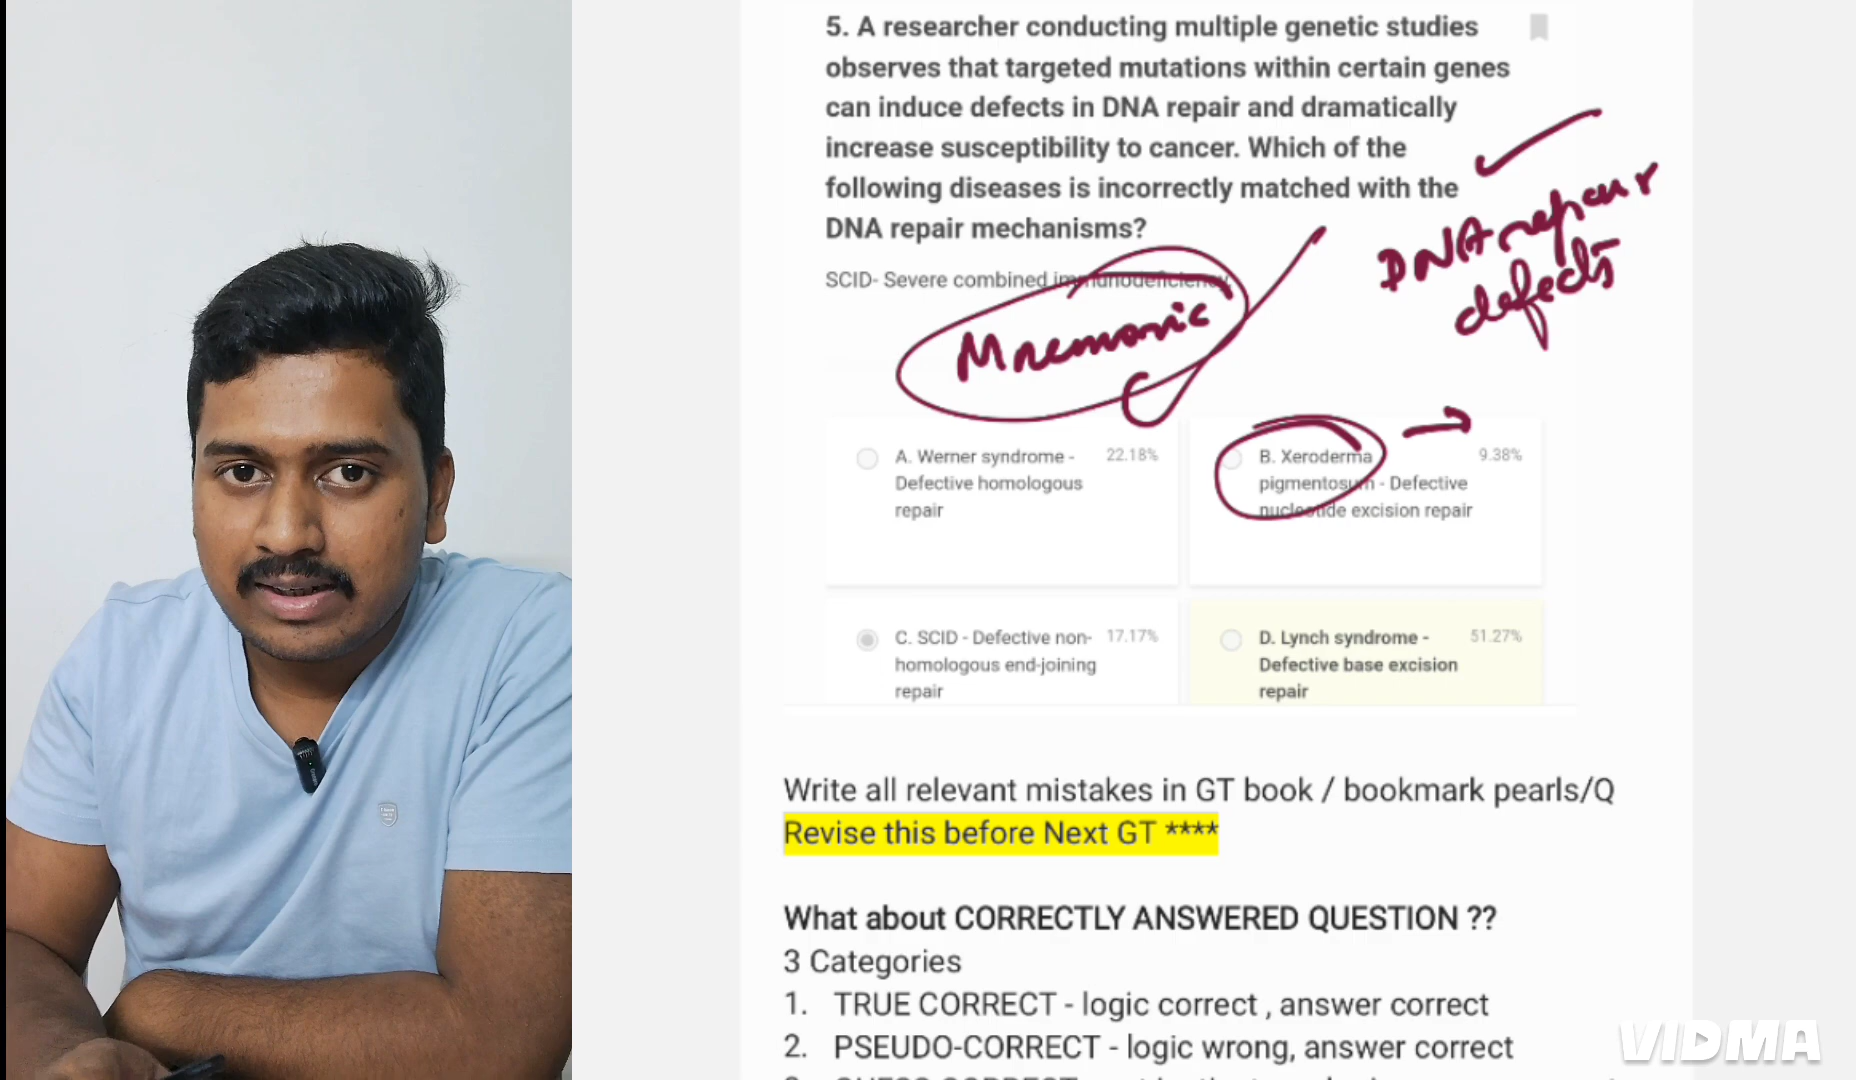 5. A researcher conducting multiple genetic studies
observes that targeted mutations within certain genes
can induce defects in DNA repair and dramatically
increase susceptibility to cancer. Which of the
following diseases is incorrectly matched with the
DNA repair mechanisms?
DNA repair
defects
SCID- Severe combined immunodeficiency
Mnemonic
A. Werner syndrome -
Defective homologous
repair
22.18%
B. Xeroderma
pigmentosum - Defective
nucleotide excision repair
9.38%
C. SCID - Defective non-
homologous end-joining
repair
17.17%
D. Lynch syndrome -
Defective base excision
repair
51.27%
Write all relevant mistakes in GT book / bookmark pearls/Q
Revise this before Next GT ****
What about CORRECTLY ANSWERED QUESTION ??
3 Categories
1. TRUE CORRECT - logic correct , answer correct
2. PSEUDO-CORRECT - logic wrong, answer correct
VIDMA